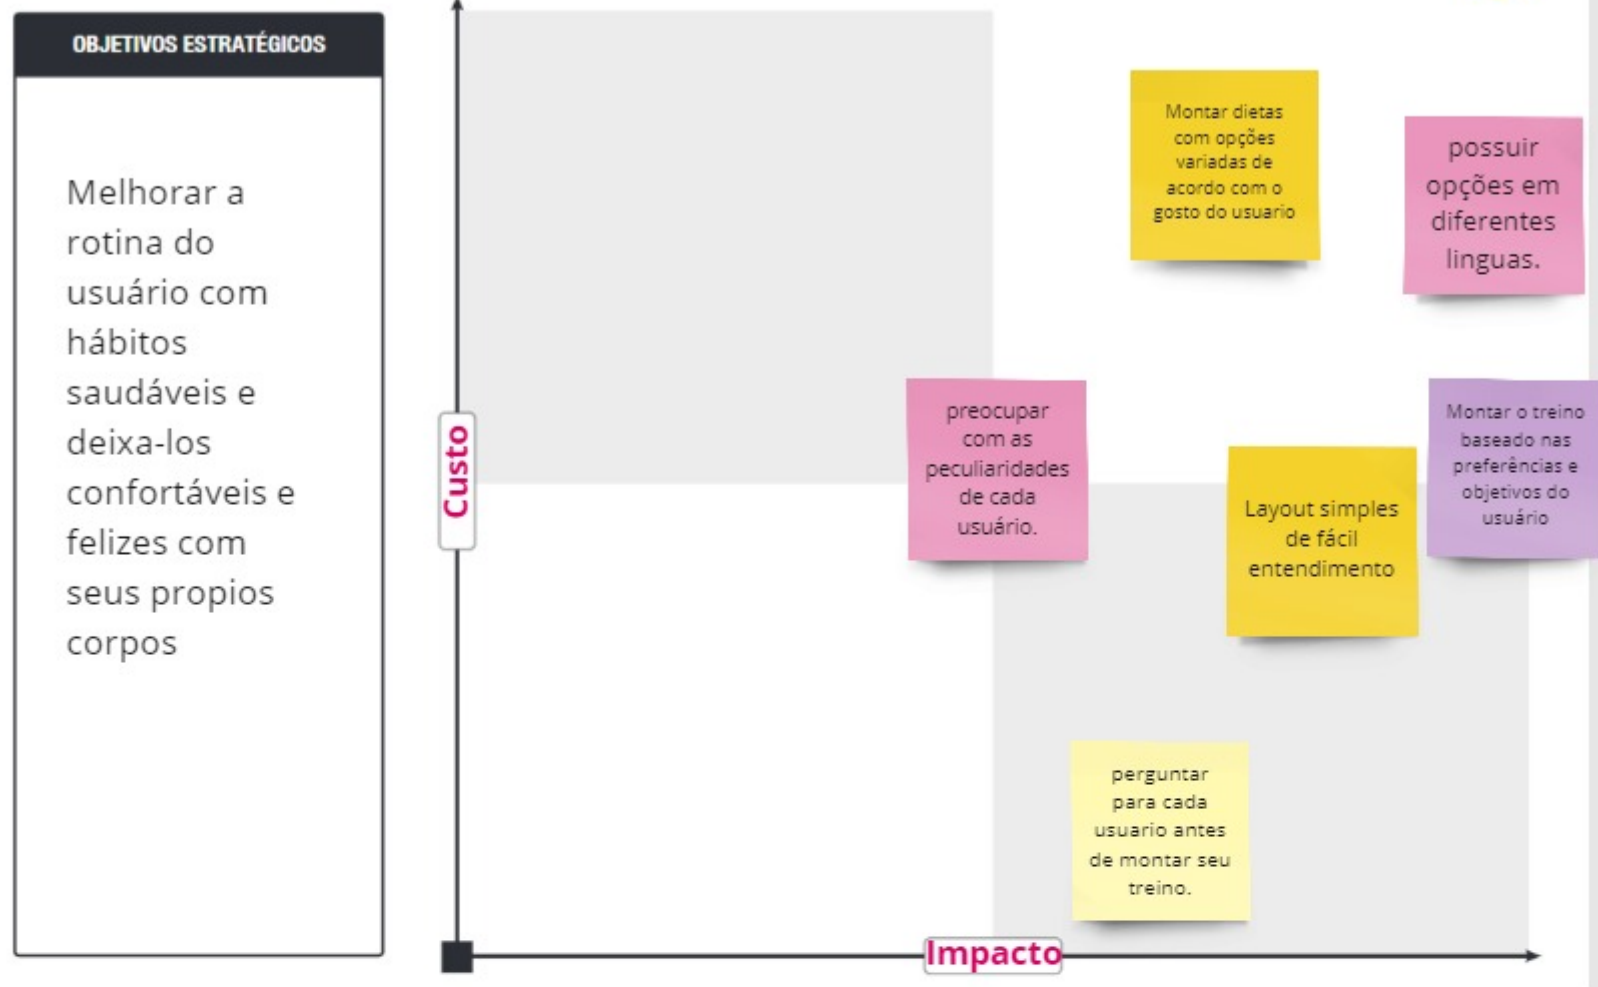 OBJETIVOS ESTRATÉGICOS
Melhorar a
rotina do
usuário com
hábitos
saudáveis e
deixa-los
confortáveis e
felizes com
seus propios
corpos
Custo
Montar dietas
com opções
variadas de
acordo com o
gosto do usuario
possuir
opções em
diferentes
linguas.
preocupar
com as
peculiaridades
de cada
usuário.
Layout simples
de fácil
entendimento
Montar o treino
baseado nas
preferências e
objetivos do
usuário
perguntar
para cada
usuario antes
de montar seu
treino.
Impacto